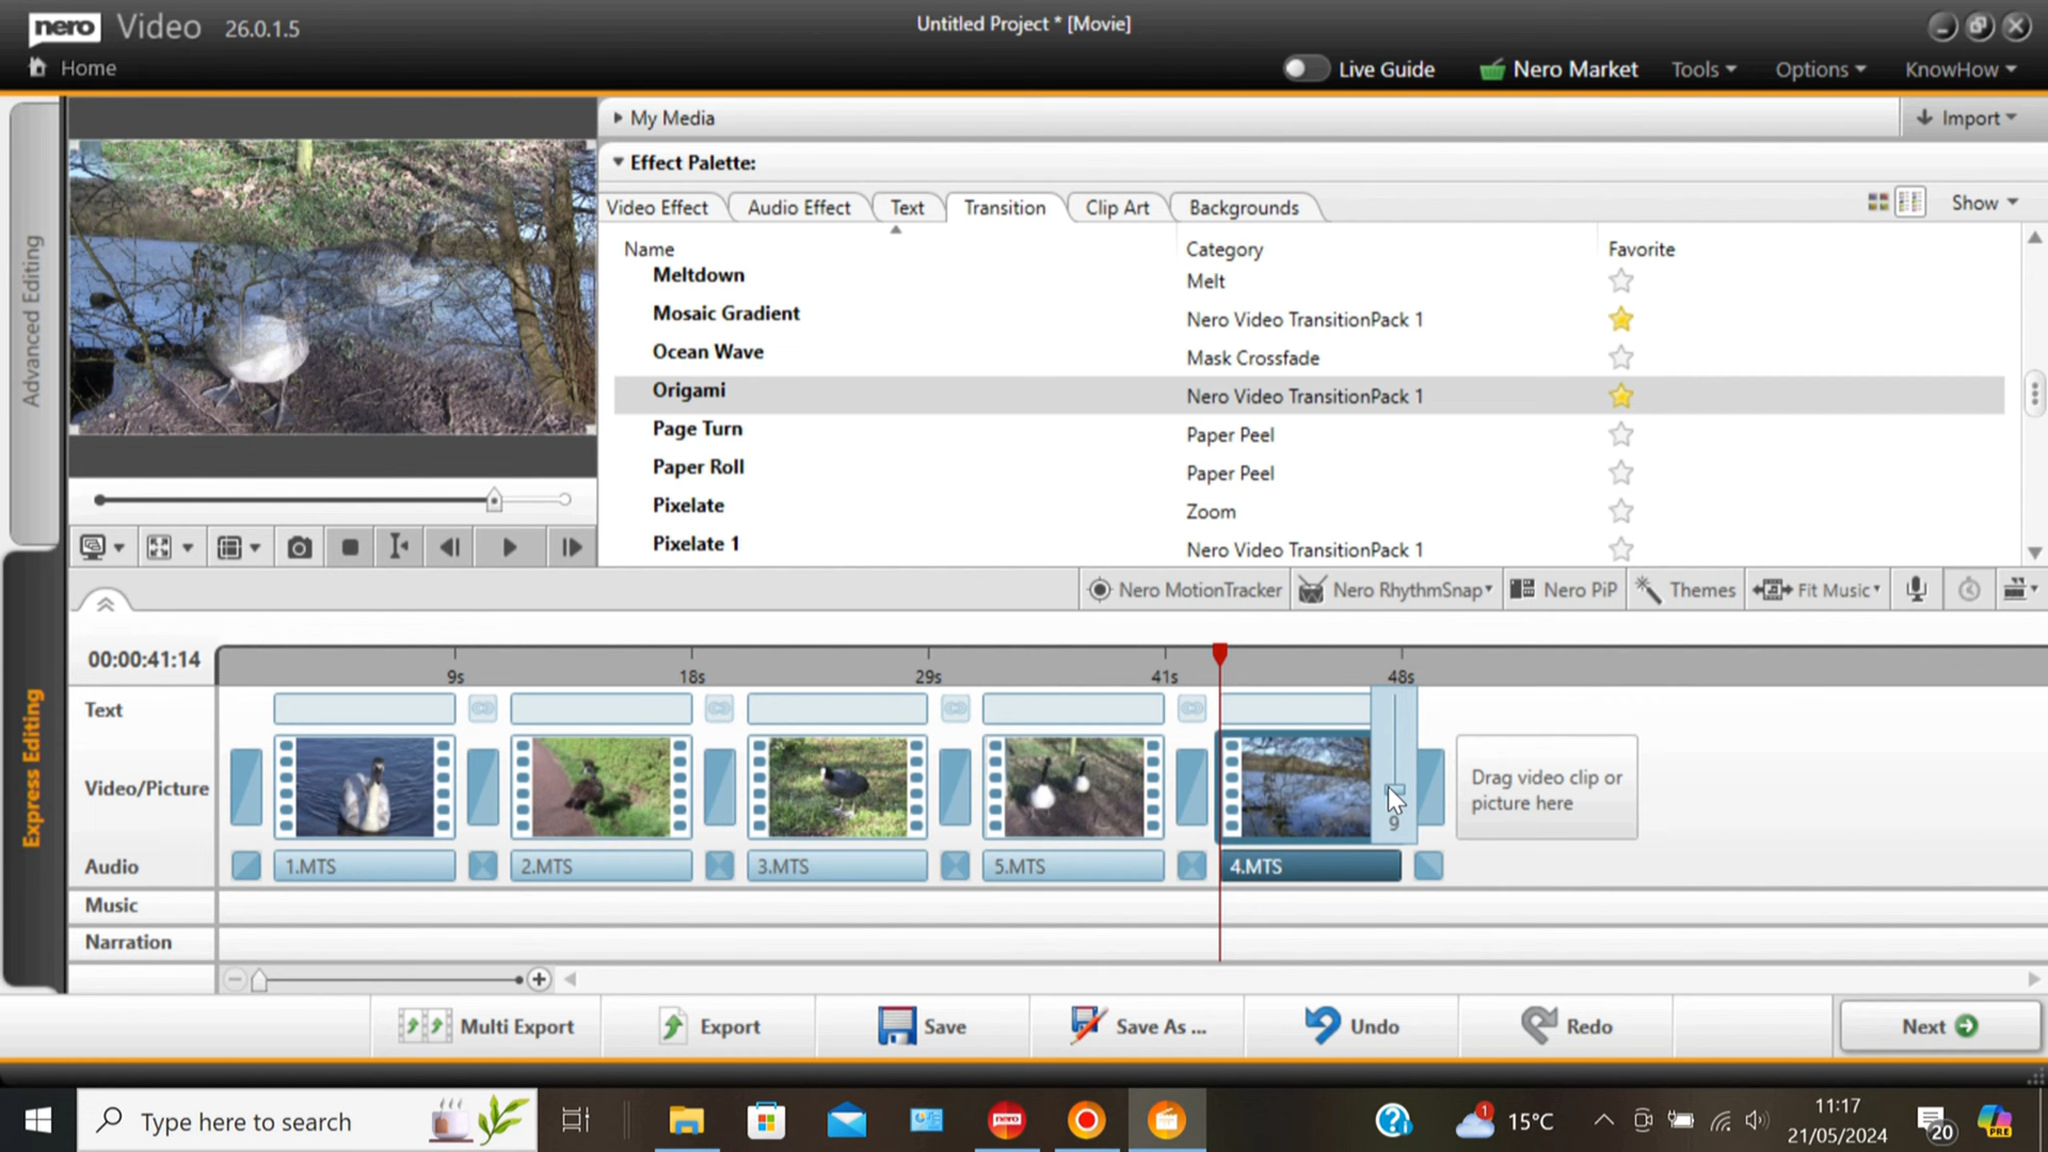 nero Video 26.0.1.5
Untitled Project * [Movie]
Home
Live Guide
Nero Market
Tools
Options
KnowHow
My Media
Import
Effect Palette:
Video Effect
Audio Effect
Text
Transition
Clip Art
Backgrounds
Show
Name Category Favorite
Meltdown Melt
Mosaic Gradient Nero Video TransitionPack 1
Ocean Wave Mask Crossfade
Origami Nero Video TransitionPack 1
Page Turn Paper Peel
Paper Roll Paper Peel
Pixelate Zoom
Pixelate 1 Nero Video TransitionPack 1
Advanced Editing
Express Editing
Nero MotionTracker
Nero RhythmSnap
Nero PiP
Themes
Fit Music
00:00:41:14
9s 18s 29s 41s 48s
Text
Video/Picture
9
Drag video clip or
picture here
Audio
1.MTS 2.MTS 3.MTS 5.MTS 4.MTS
Music
Narration
Multi Export
Export
Save
Save As ...
Undo
Redo
Next
Type here to search
nero
1
15°C
11:17
21/05/2024
20
PRE